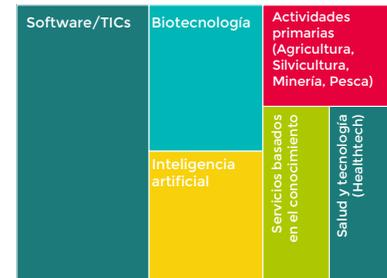 Software/TICs
Biotecnología
Actividades
primarias
(Agricultura,
Silvicultura,
Minería, Pesca)
Inteligencia
artificial
Servicios basados
en el conocimiento
Salud y tecnología
(Healthtech)